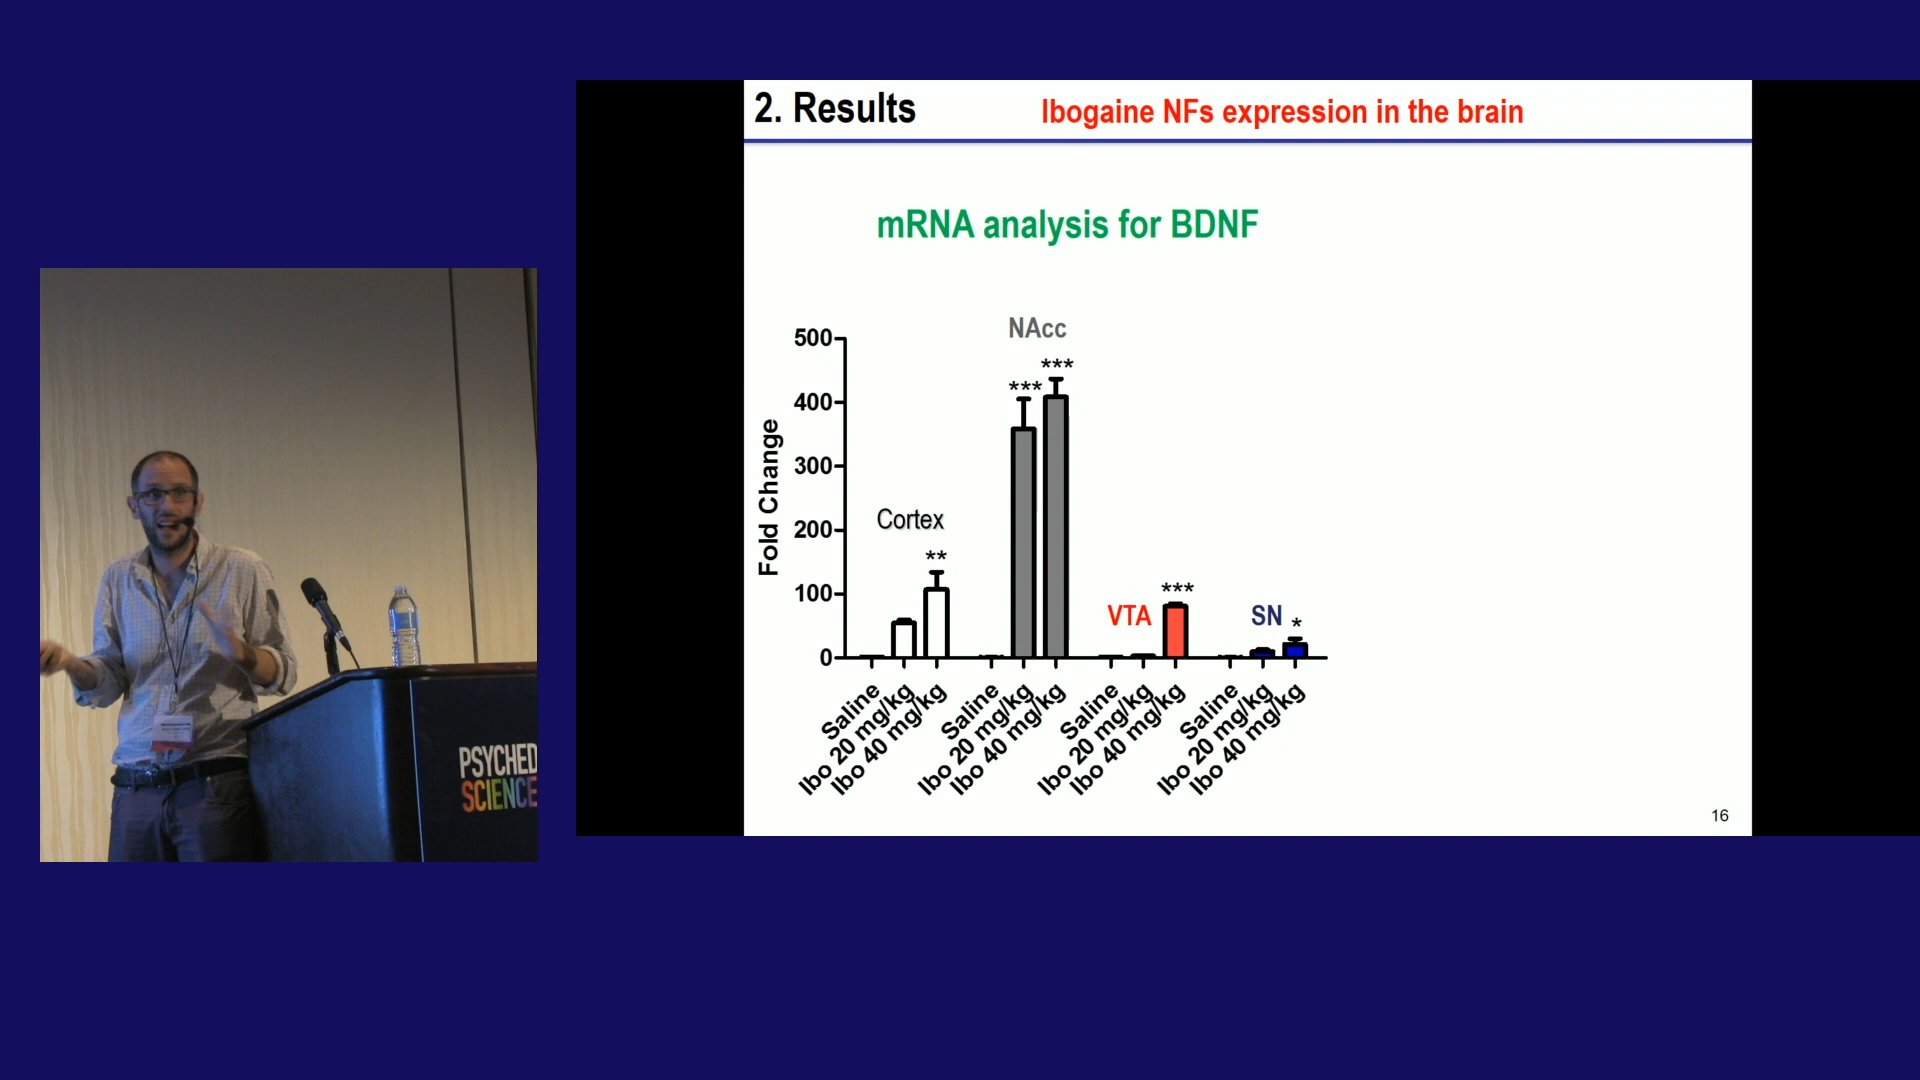 2. Results
Ibogaine NFs expression in the brain
mRNA analysis for BDNF
NAcc
500
***
***
400
Fold Change
300
200
Cortex
**
100
VTA
***
SN
*
0
Saline
Ibo 20 mg/kg
Ibo 40 mg/kg
Saline
Ibo 20 mg/kg
Ibo 40 mg/kg
Saline
Ibo 20 mg/kg
Ibo 40 mg/kg
Saline
Ibo 20 mg/kg
Ibo 40 mg/kg
16
PSYCHED
SCIENCE